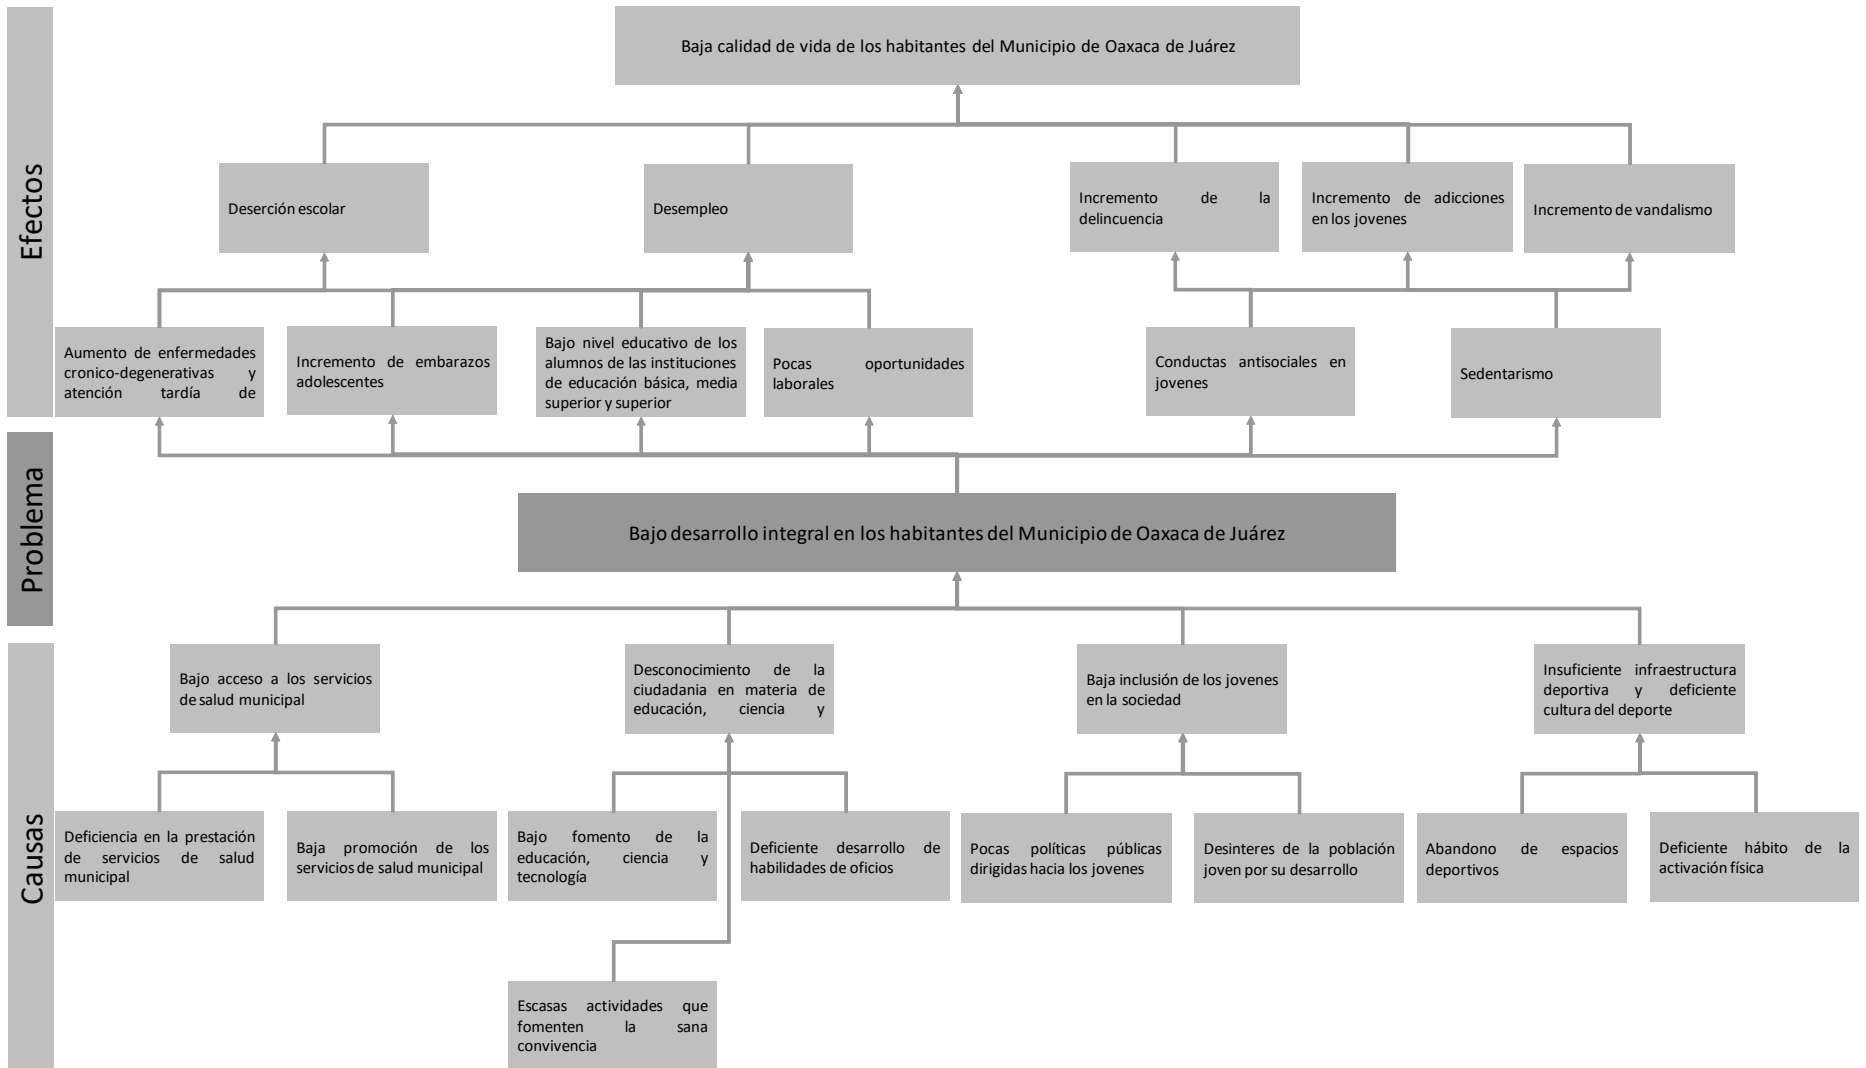 Efectos
Baja calidad de vida de los habitantes del Municipio de Oaxaca de Juárez
Deserción escolar
Desempleo
Incremento de la
delincuencia
Incremento de adicciones
en los jovenes
Incremento de vandalismo
Aumento de enfermedades
cronico-degenerativas y
atención tardía de
Incremento de embarazos
adolescentes
Bajo nivel educativo de los
alumnos de las instituciones
de educación básica, media
superior y superior
Pocas oportunidades
laborales
Conductas antisociales en
jovenes
Sedentarismo
Problema
Bajo desarrollo integral en los habitantes del Municipio de Oaxaca de Juárez
Causas
Bajo acceso a los servicios
de salud municipal
Desconocimiento de la
ciudadania en materia de
educación, ciencia y
Baja inclusión de los jovenes
en la sociedad
Insuficiente infraestructura
deportiva y deficiente
cultura del deporte
Deficiencia en la prestación
de servicios de salud
municipal
Baja promoción de los
servicios de salud municipal
Bajo fomento de la
educación, ciencia y
tecnología
Deficiente desarrollo de
habilidades de oficios
Pocas políticas públicas
dirigidas hacia los jovenes
Desinteres de la población
joven por su desarrollo
Abandono de espacios
deportivos
Deficiente hábito de la
activación física
Escasas actividades que
fomenten la sana
convivencia